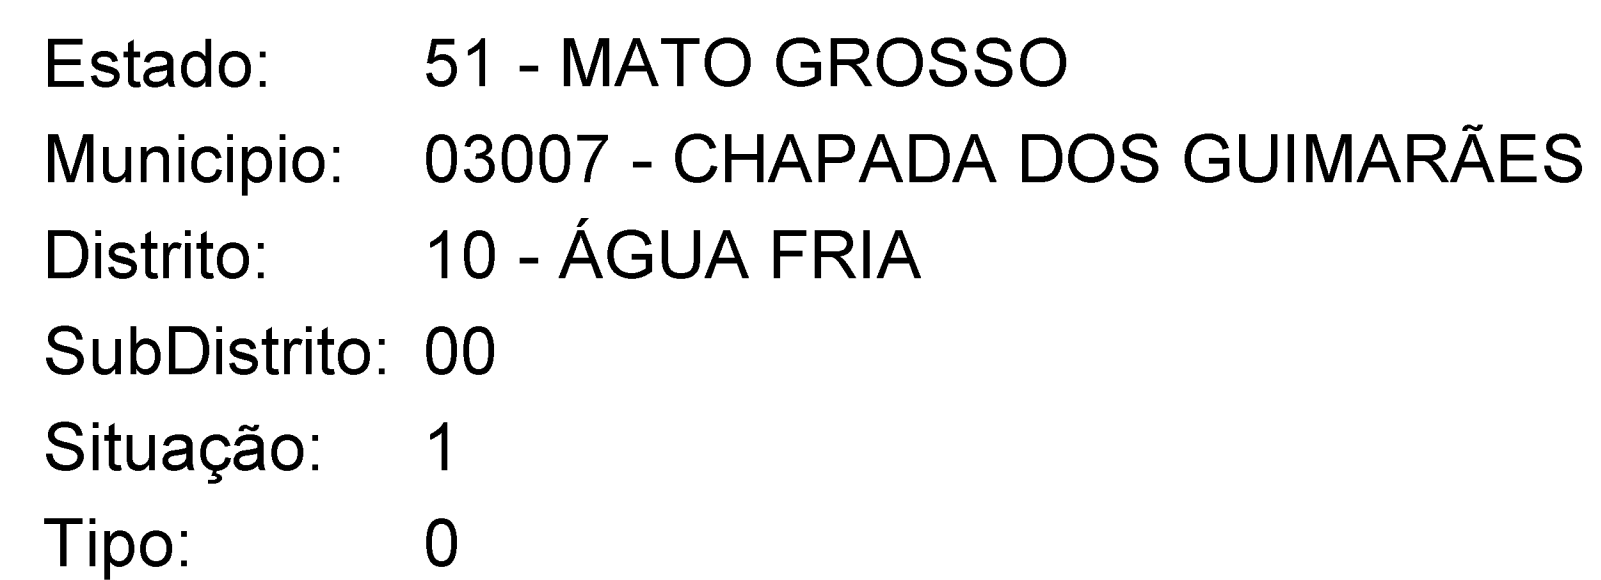 Estado: 51 - MATO GROSSO
Municipio: 03007 - CHAPADA DOS GUIMARÃES
Distrito: 10 - ÁGUA FRIA
SubDistrito: 00
Situação: 1
Tipo: 0